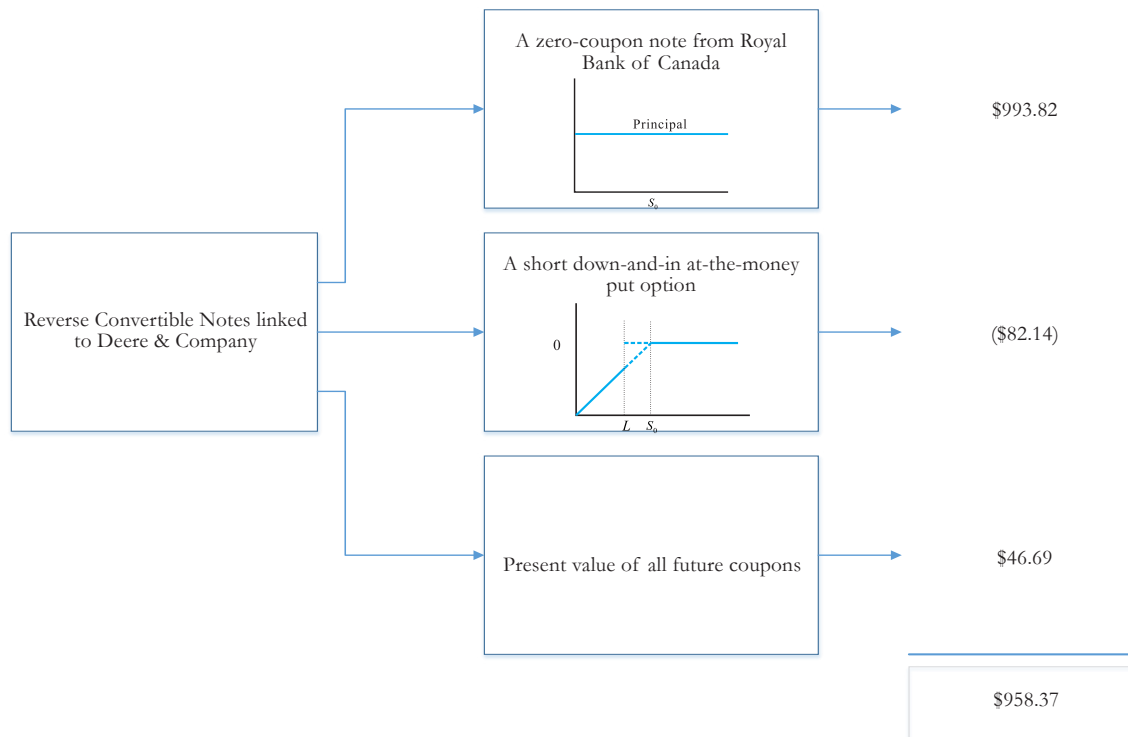 A zero-coupon note from Royal
Bank of Canada
Principal
S₀
$993.82
Reverse Convertible Notes linked
to Deere & Company
A short down-and-in at-the-money
put option
0
L S₀
($82.14)
Present value of all future coupons
$46.69
$958.37